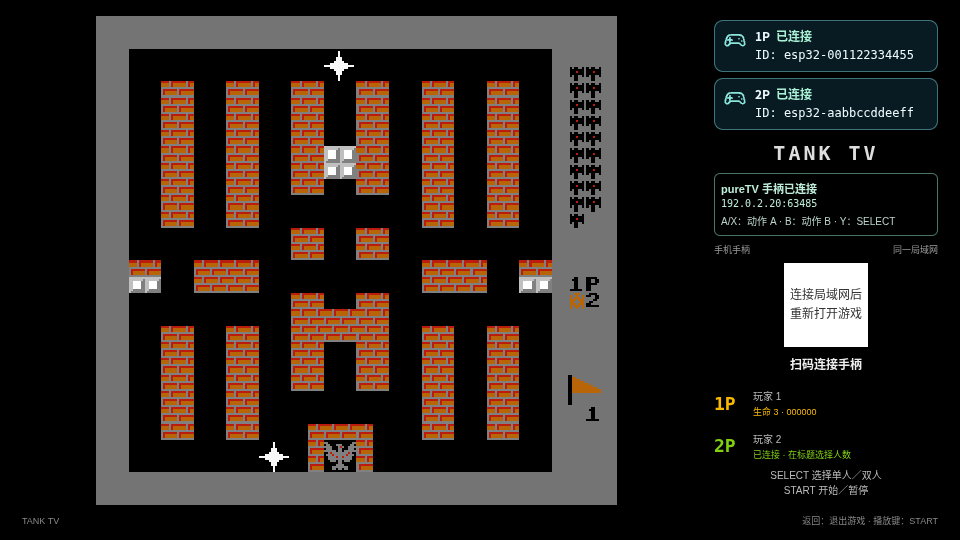 1P
2
1
1P 已连接
ID: esp32-001122334455
2P 已连接
ID: esp32-aabbccddeeff
TANK TV
pureTV 手柄已连接
192.0.2.20:63485
A/X：动作 A · B：动作 B · Y：SELECT
手机手柄 同一局域网
连接局域网后
重新打开游戏
扫码连接手柄
1P 玩家 1
生命 3 · 000000
2P 玩家 2
已连接 · 在标题选择人数
SELECT 选择单人／双人
START 开始／暂停
TANK TV
返回：退出游戏 · 播放键：START